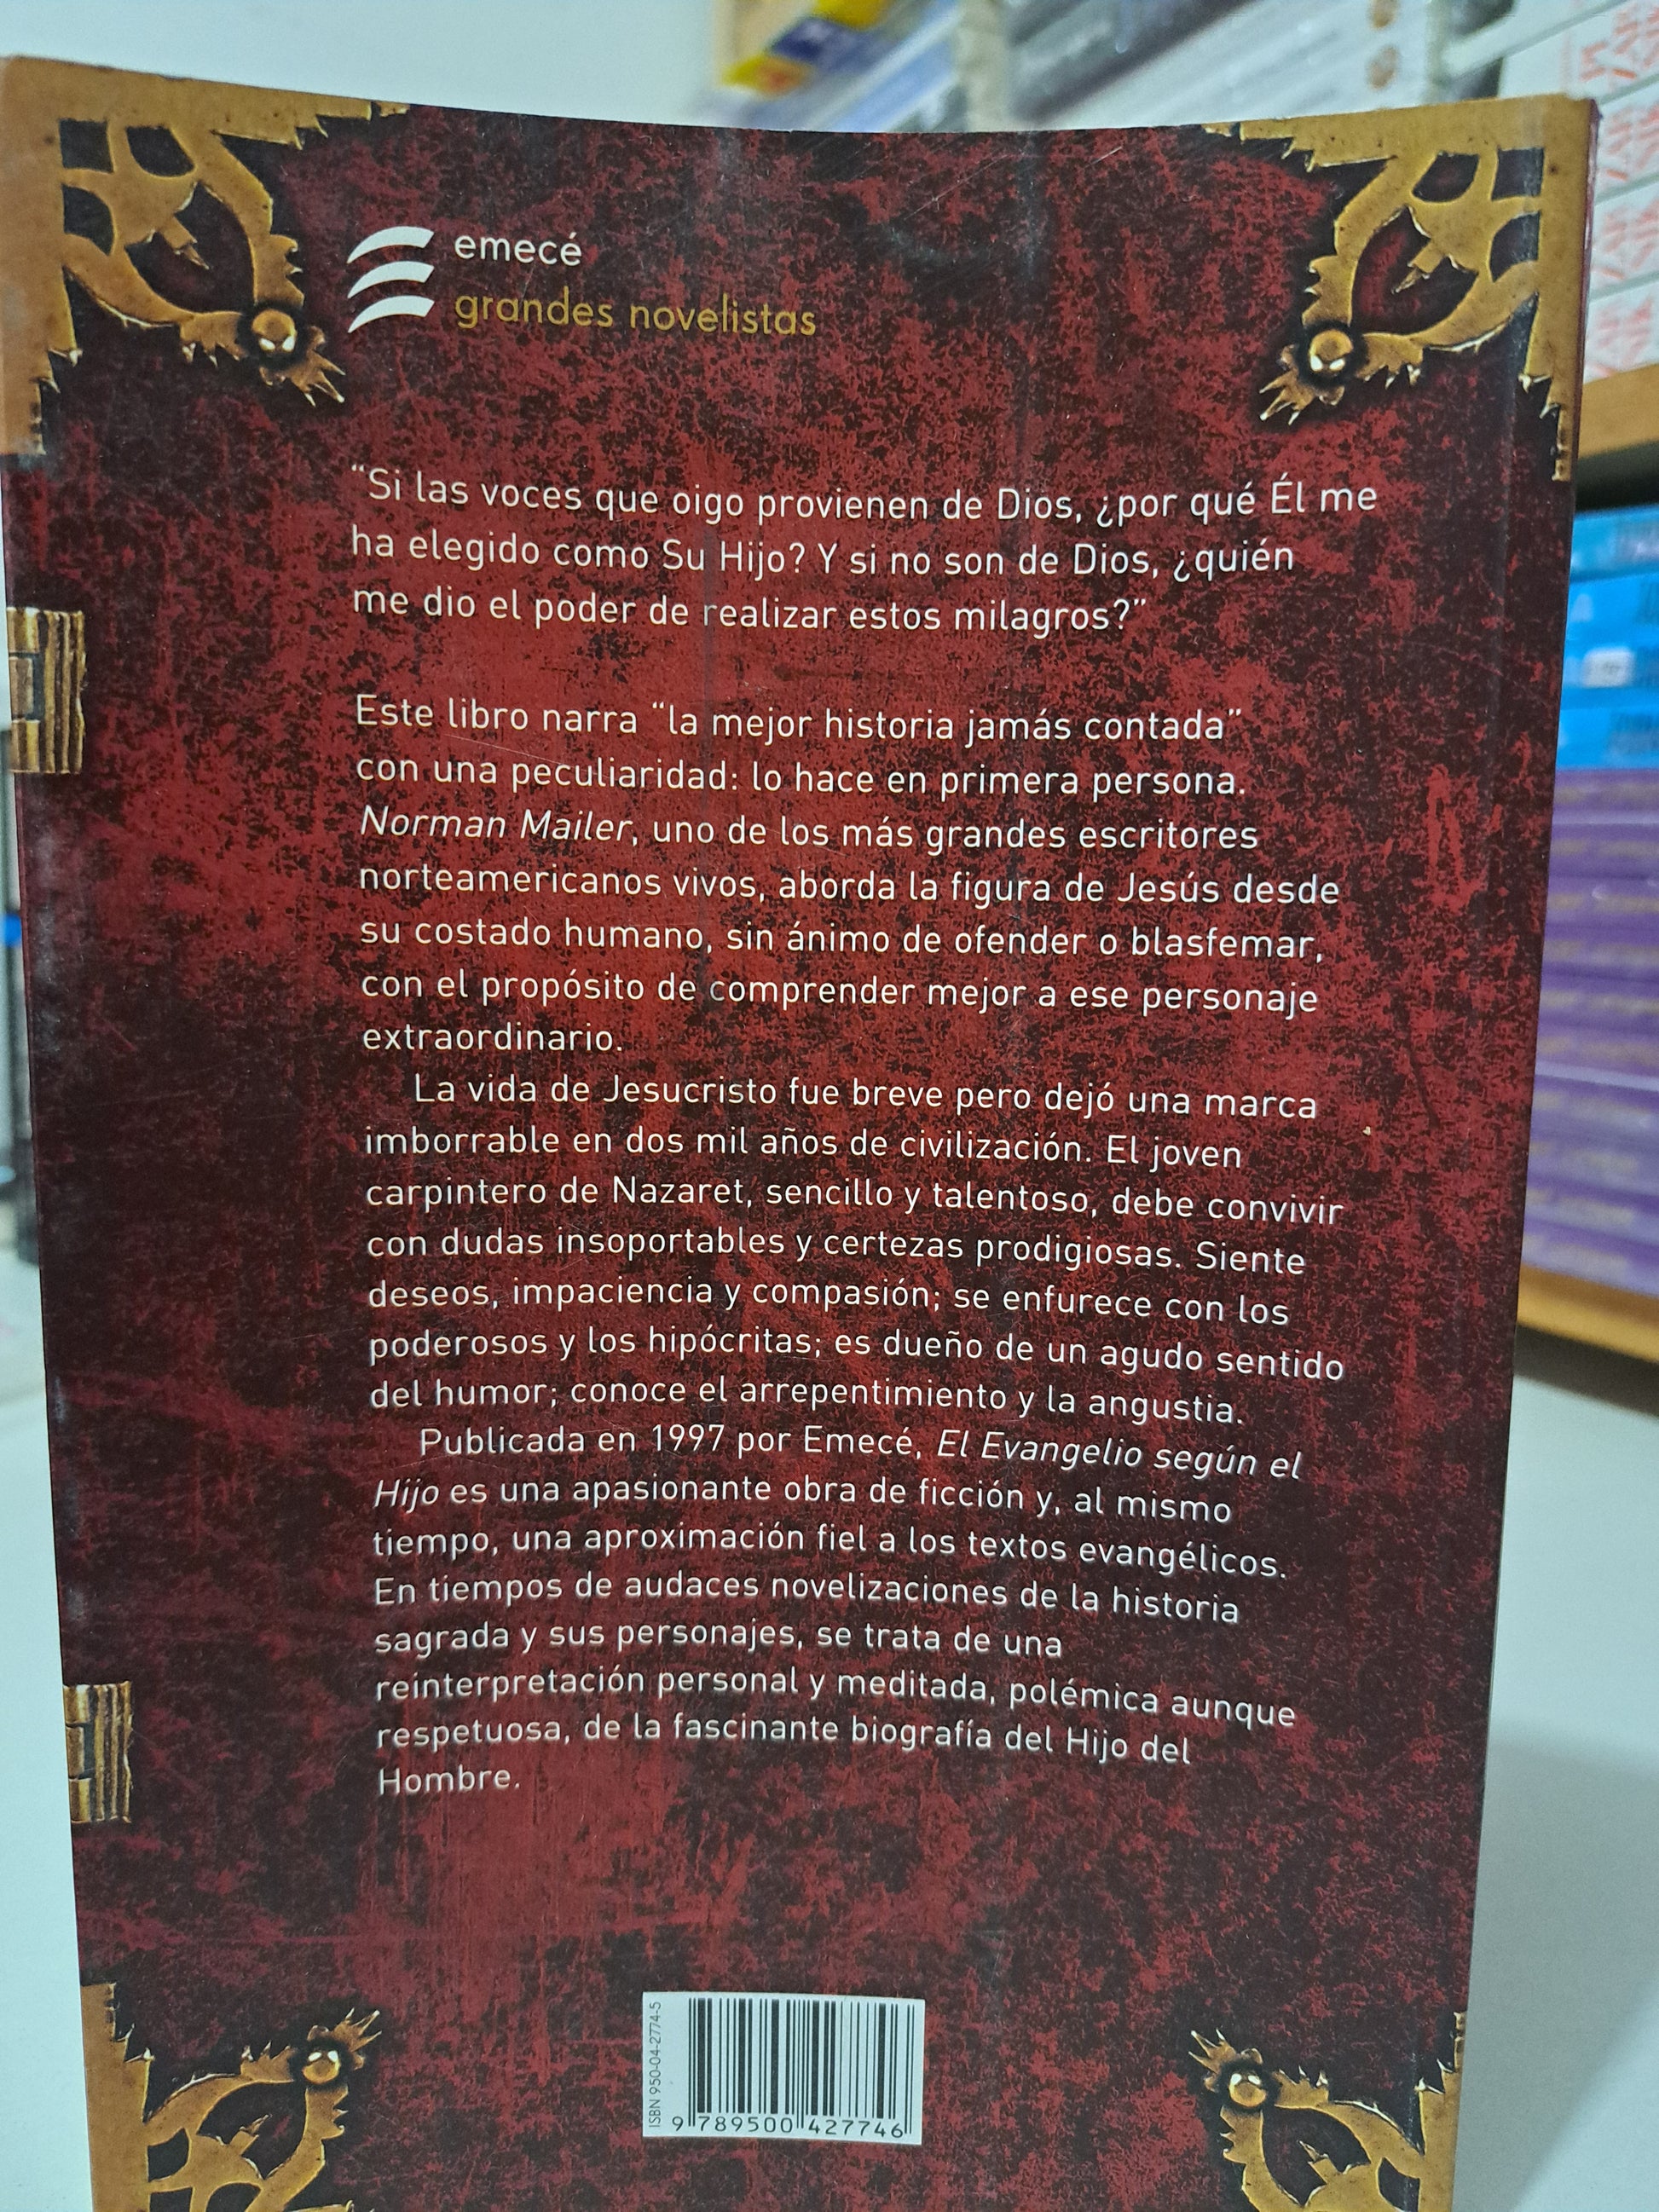 emecé
grandes novelistas
“Si las voces que oigo provienen de Dios, ¿por qué Él me
ha elegido como Su Hijo? Y si no son de Dios, ¿quién
me dio el poder de realizar estos milagros?”
Este libro narra “la mejor historia jamás contada”
con una peculiaridad: lo hace en primera persona.
Norman Mailer, uno de los más grandes escritores
norteamericanos vivos, aborda la figura de Jesús desde
su costado humano, sin ánimo de ofender o blasfemar,
con el propósito de comprender mejor a ese personaje
extraordinario.
La vida de Jesucristo fue breve pero dejó una marca
imborrable en dos mil años de civilización. El joven
carpintero de Nazaret, sencillo y talentoso, debe convivir
con dudas insoportables y certezas prodigiosas. Siente
deseos, impaciencia y compasión; se enfurece con los
poderosos y los hipócritas; es dueño de un agudo sentido
del humor; conoce el arrepentimiento y la angustia.
Publicada en 1997 por Emecé, El Evangelio según el
Hijo es una apasionante obra de ficción y, al mismo
tiempo, una aproximación fiel a los textos evangélicos.
En tiempos de audaces novelizaciones de la historia
sagrada y sus personajes, se trata de una
reinterpretación personal y meditada, polémica aunque
respetuosa, de la fascinante biografía del Hijo del
Hombre.
ISBN 950-04-2774-5
9 789500 427746